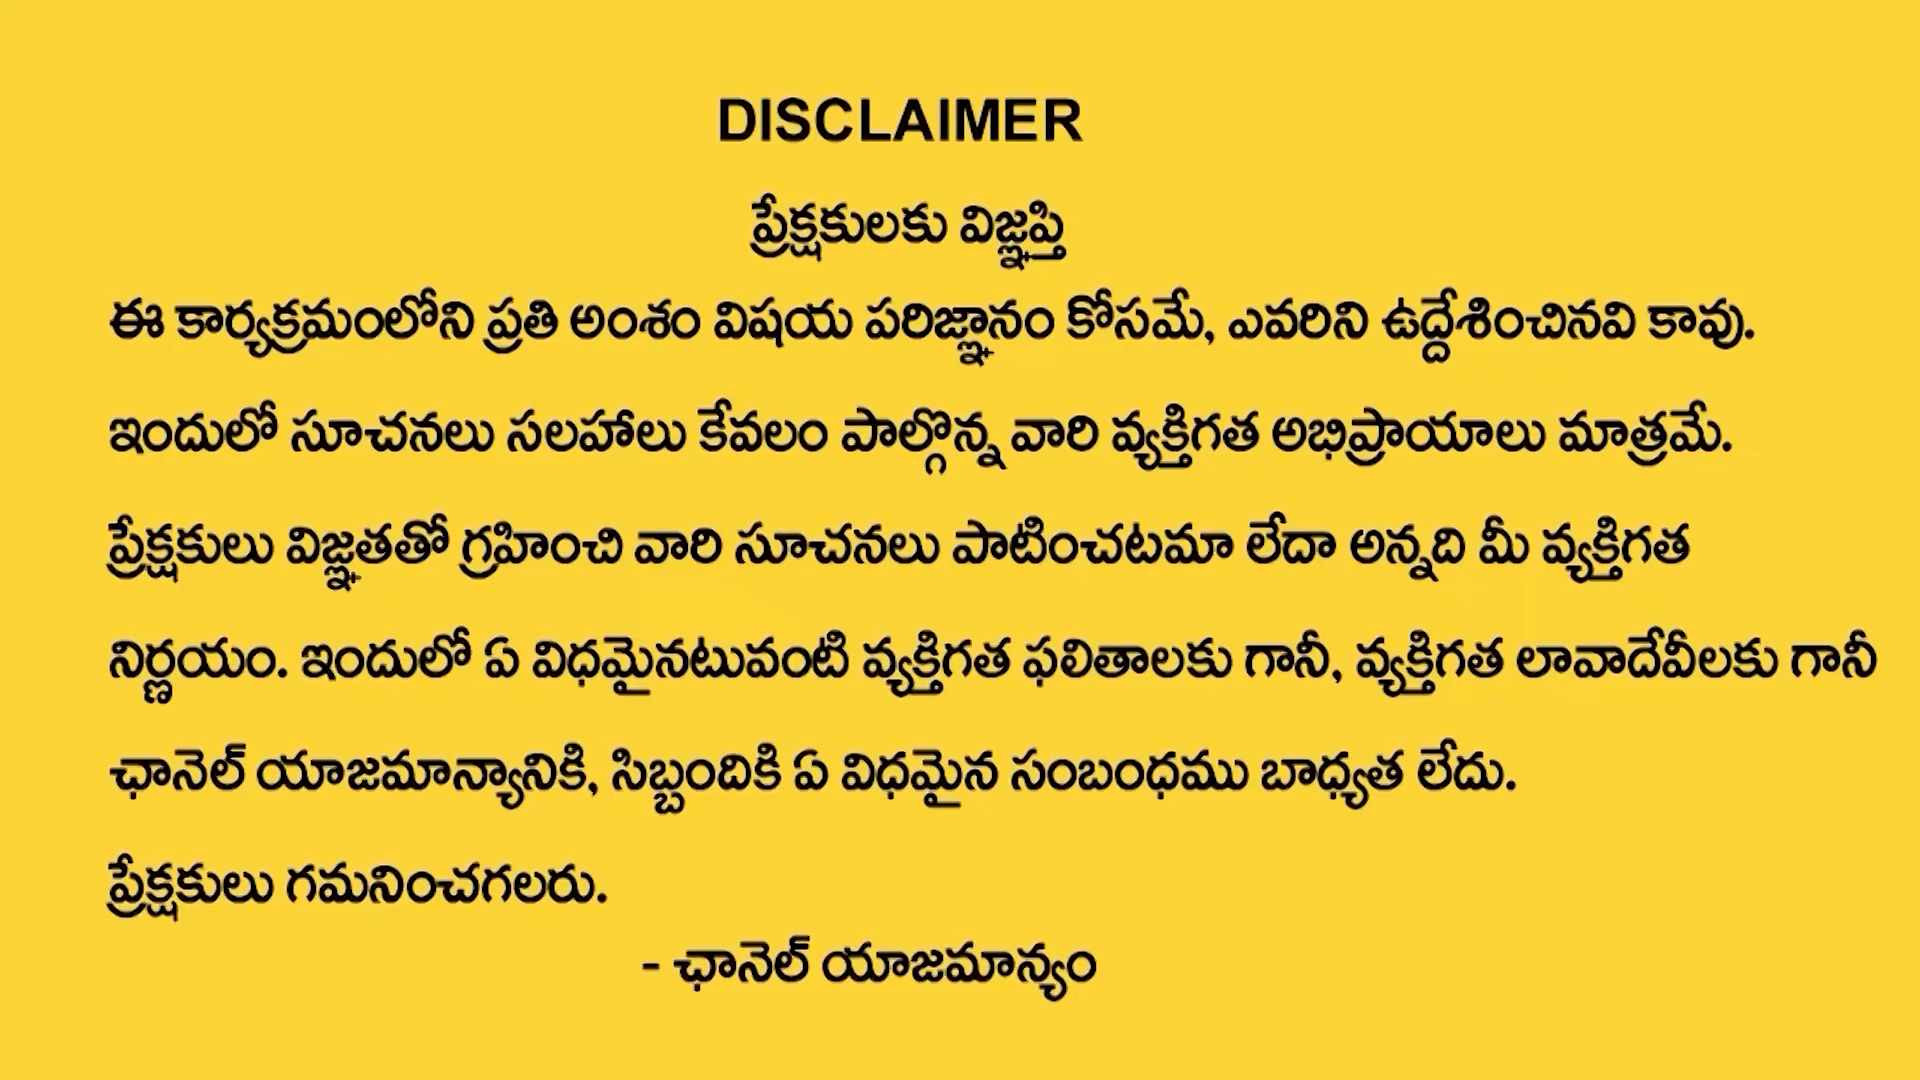 DISCLAIMER
ప్రేక్షకులకు విజ్ఞప్తి
ఈ కార్యక్రమంలోని ప్రతి అంశం విషయ పరిజ్ఞానం కోసమే, ఎవరిని ఉద్దేశించినవి కావు.
ఇందులో సూచనలు సలహాలు కేవలం పాల్గొన్న వారి వ్యక్తిగత అభిప్రాయాలు మాత్రమే.
ప్రేక్షకులు విజ్ఞతతో గ్రహించి వారి సూచనలు పాటించటమా లేదా అన్నది మీ వ్యక్తిగత
నిర్ణయం. ఇందులో ఏ విధమైనటువంటి వ్యక్తిగత ఫలితాలకు గానీ, వ్యక్తిగత లావాదేవీలకు గానీ
ఛానెల్ యాజమాన్యానికి, సిబ్బందికి ఏ విధమైన సంబంధము బాధ్యత లేదు.
ప్రేక్షకులు గమనించగలరు.
- ఛానెల్ యాజమాన్యం